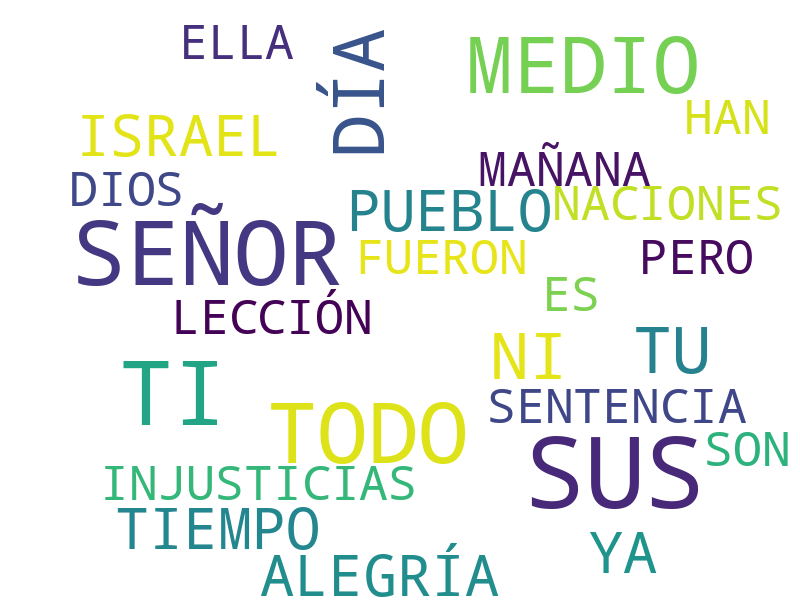 ELLA
DÍA
MEDIO
HAN
ISRAEL
MAÑANA
DIOS
PUEBLO
NACIONES
SEÑOR
FUERON
PERO
ES
LECCIÓN
NI
TU
TI
SENTENCIA
TODO
SUS
SON
INJUSTICIAS
TIEMPO
YA
ALEGRÍA